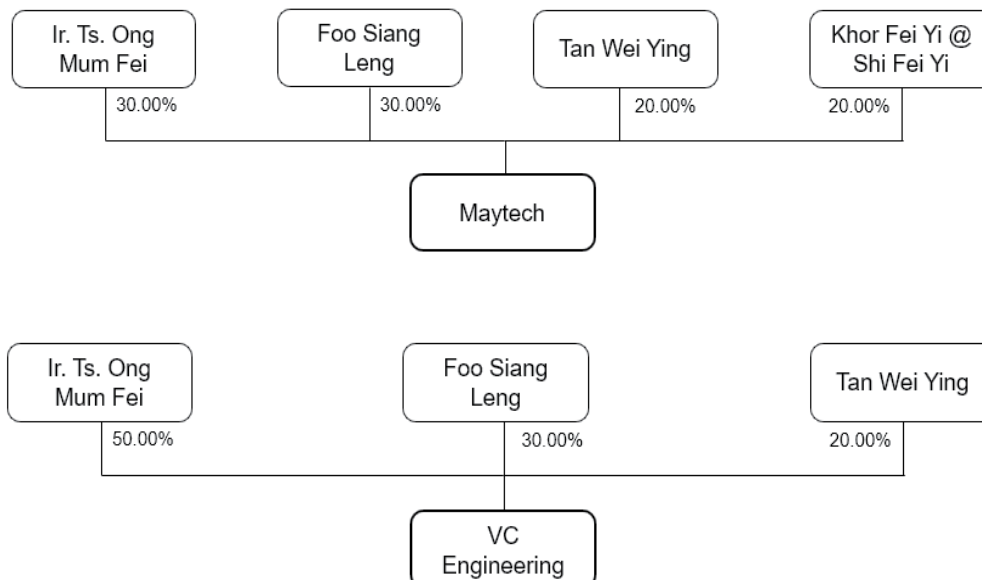 Ir. Ts. Ong
Mum Fei
Foo Siang
Leng
Tan Wei Ying
Khor Fei Yi @
Shi Fei Yi
30.00%
30.00%
20.00%
20.00%
Maytech
Ir. Ts. Ong
Mum Fei
Foo Siang
Leng
Tan Wei Ying
50.00%
30.00%
20.00%
VC
Engineering